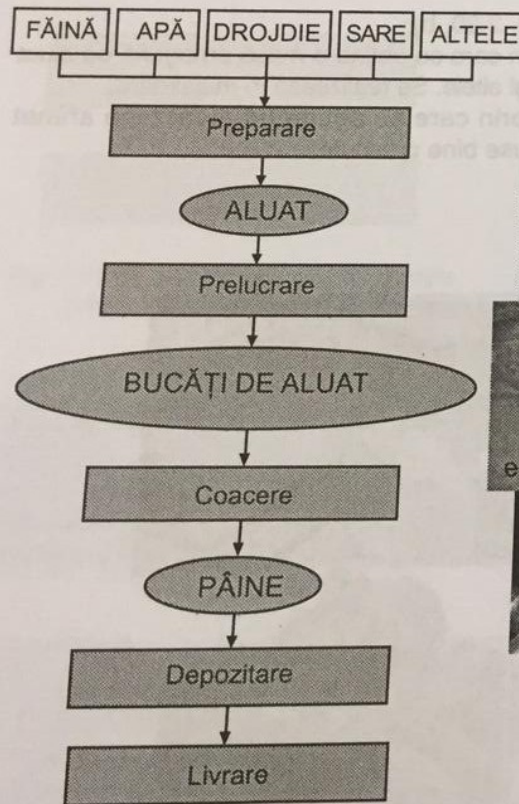 FĂINĂ APĂ DROJDIE SARE ALTELE
Preparare
ALUAT
Prelucrare
BUCĂȚI DE ALUAT
Coacere
PÂINE
Depozitare
Livrare